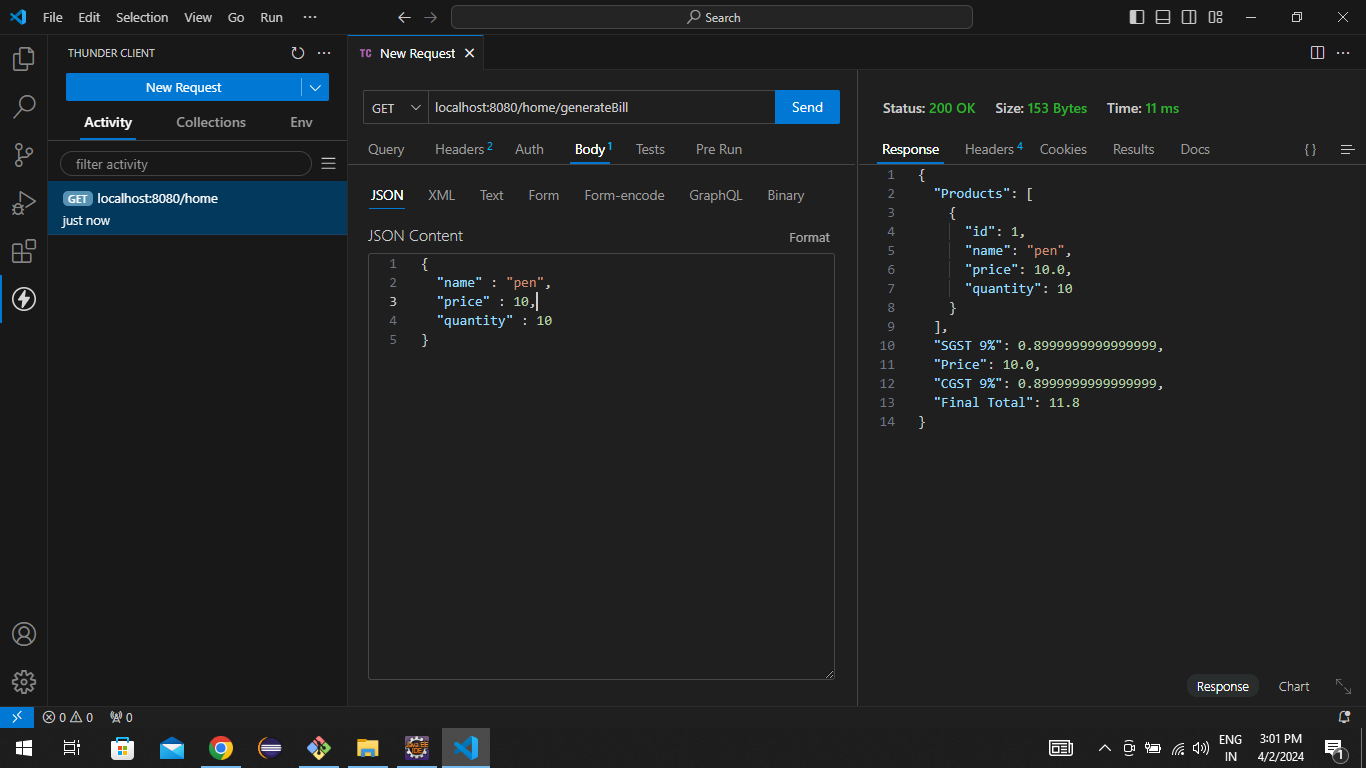 File Edit Selection View Go Run ···
Search
THUNDER CLIENT
New Request
Activity Collections Env
filter activity
GET localhost:8080/home
just now
TC New Request
GET localhost:8080/home/generateBill Send
Query Headers 2 Auth Body 1 Tests Pre Run
JSON XML Text Form Form-encode GraphQL Binary
JSON Content Format
1 {
2 "name" : "pen",
3 "price" : 10,
4 "quantity" : 10
5 }
Status: 200 OK Size: 153 Bytes Time: 11 ms
Response Headers 4 Cookies Results Docs { }
1 {
2 "Products": [
3 {
4 "id": 1,
5 "name": "pen",
6 "price": 10.0,
7 "quantity": 10
8 }
9 ],
10 "SGST 9%": 0.8999999999999999,
11 "Price": 10.0,
12 "CGST 9%": 0.8999999999999999,
13 "Final Total": 11.8
14 }
Response Chart
0 0 0
Java EE
IDE
ENG
IN
3:01 PM
4/2/2024
1